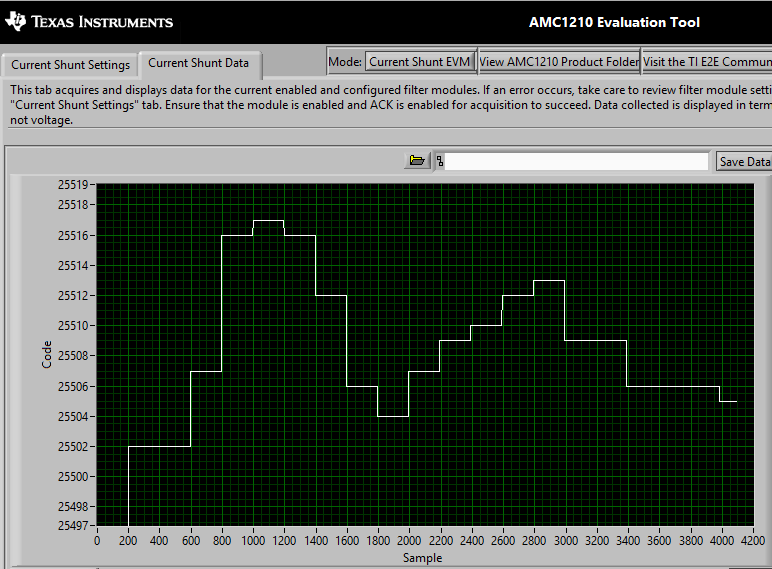 TEXAS INSTRUMENTS
AMC1210 Evaluation Tool
Current Shunt Settings
Current Shunt Data
Mode:
Current Shunt EVM
View AMC1210 Product Folder
Visit the TI E2E Commun
This tab acquires and displays data for the current enabled and configured filter modules. If an error occurs, take care to review filter module setti
"Current Shunt Settings" tab. Ensure that the module is enabled and ACK is enabled for acquisition to succeed. Data collected is displayed in term
not voltage.
Save Data
25519
25518
25516
25514
25512
25510
25508
25506
25504
25502
25500
25498
25497
Code
0 200 400 600 800 1000 1200 1400 1600 1800 2000 2200 2400 2600 2800 3000 3200 3400 3600 3800 4000 4200
Sample